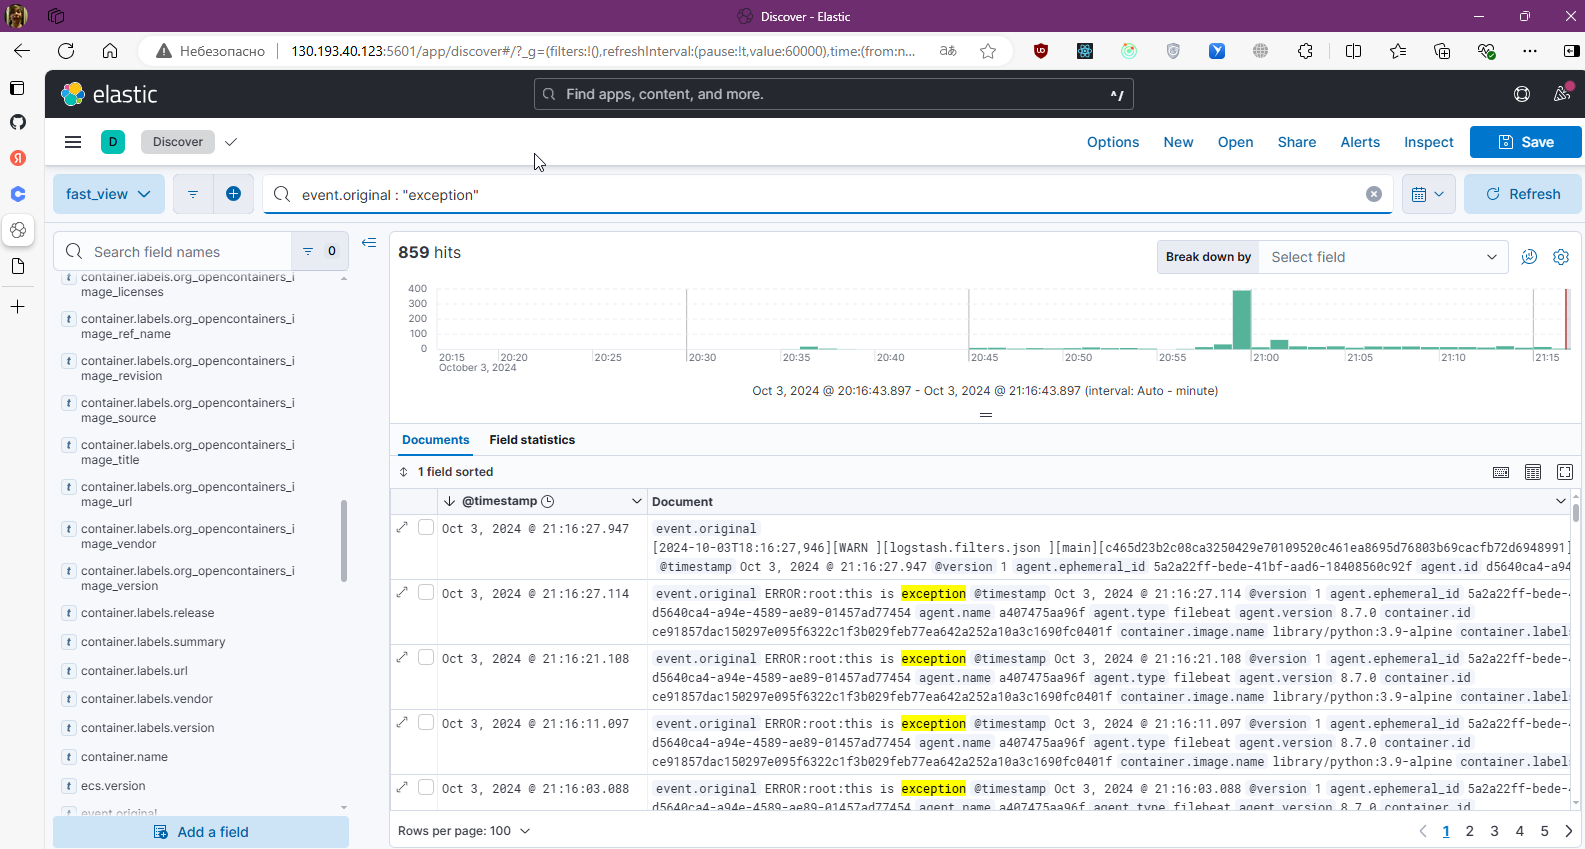 Discover - Elastic
Небезопасно
130.193.40.123:5601/app/discover#/?_g=(filters:!(),refreshInterval:(pause:!t,value:60000),time:(from:n...
аあ
elastic
Find apps, content, and more.
^/
D
Discover
Options
New
Open
Share
Alerts
Inspect
Save
fast_view
event.original : "exception"
Refresh
Search field names
0
859 hits
Break down by
Select field
400
300
200
100
0
20:15
20:20
20:25
20:30
20:35
20:40
20:45
20:50
20:55
21:00
21:05
21:10
21:15
October 3, 2024
Oct 3, 2024 @ 20:16:43.897 - Oct 3, 2024 @ 21:16:43.897 (interval: Auto - minute)
t container.labels.org_opencontainers_i
mage_licenses
t container.labels.org_opencontainers_i
mage_ref_name
t container.labels.org_opencontainers_i
mage_revision
t container.labels.org_opencontainers_i
mage_source
t container.labels.org_opencontainers_i
mage_title
t container.labels.org_opencontainers_i
mage_url
t container.labels.org_opencontainers_i
mage_vendor
t container.labels.org_opencontainers_i
mage_version
t container.labels.release
t container.labels.summary
t container.labels.url
t container.labels.vendor
t container.labels.version
t container.name
t ecs.version
t event.original
Add a field
Documents
Field statistics
1 field sorted
@timestamp
Document
Oct 3, 2024 @ 21:16:27.947
event.original
[2024-10-03T18:16:27,946][WARN ][logstash.filters.json ][main][c465d23b2c08ca3250429e70109520c461ea8695d76803b69cacfb72d6948991]
@timestamp Oct 3, 2024 @ 21:16:27.947 @version 1 agent.ephemeral_id 5a2a22ff-bede-41bf-aad6-18408560c92f agent.id d5640ca4-a94
Oct 3, 2024 @ 21:16:27.114
event.original ERROR:root:this is exception @timestamp Oct 3, 2024 @ 21:16:27.114 @version 1 agent.ephemeral_id 5a2a22ff-bede-
d5640ca4-a94e-4589-ae89-01457ad77454 agent.name a407475aa96f agent.type filebeat agent.version 8.7.0 container.id
ce91857dac150297e095f6322c1f3b029feb77ea642a252a10a3c1690fc0401f container.image.name library/python:3.9-alpine container.label
Oct 3, 2024 @ 21:16:21.108
event.original ERROR:root:this is exception @timestamp Oct 3, 2024 @ 21:16:21.108 @version 1 agent.ephemeral_id 5a2a22ff-bede-
d5640ca4-a94e-4589-ae89-01457ad77454 agent.name a407475aa96f agent.type filebeat agent.version 8.7.0 container.id
ce91857dac150297e095f6322c1f3b029feb77ea642a252a10a3c1690fc0401f container.image.name library/python:3.9-alpine container.label
Oct 3, 2024 @ 21:16:11.097
event.original ERROR:root:this is exception @timestamp Oct 3, 2024 @ 21:16:11.097 @version 1 agent.ephemeral_id 5a2a22ff-bede-
d5640ca4-a94e-4589-ae89-01457ad77454 agent.name a407475aa96f agent.type filebeat agent.version 8.7.0 container.id
ce91857dac150297e095f6322c1f3b029feb77ea642a252a10a3c1690fc0401f container.image.name library/python:3.9-alpine container.label
Oct 3, 2024 @ 21:16:03.088
event.original ERROR:root:this is exception @timestamp Oct 3, 2024 @ 21:16:03.088 @version 1 agent.ephemeral_id 5a2a22ff-bede-
d5640ca4-a94e-4589-ae89-01457ad77454 agent.name a407475aa96f agent.type filebeat agent.version 8.7.0 container.id
Rows per page: 100
1 2 3 4 5